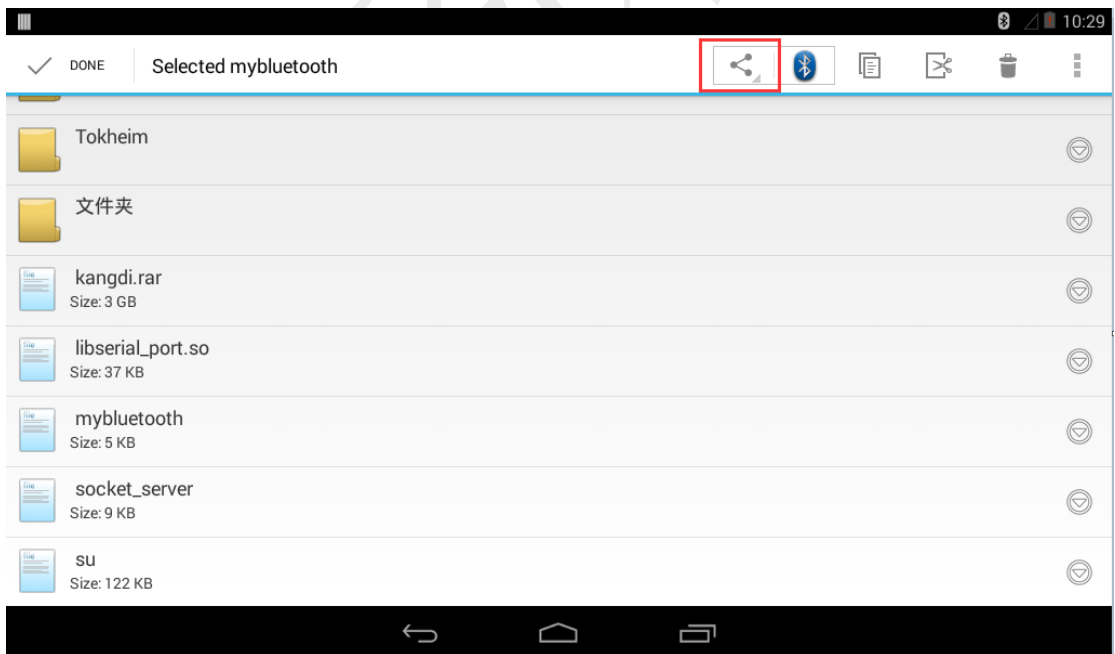 10:29
DONE Selected mybluetooth
Tokheim
文件夹
kangdi.rar
Size: 3 GB
libserial_port.so
Size: 37 KB
mybluetooth
Size: 5 KB
socket_server
Size: 9 KB
su
Size: 122 KB